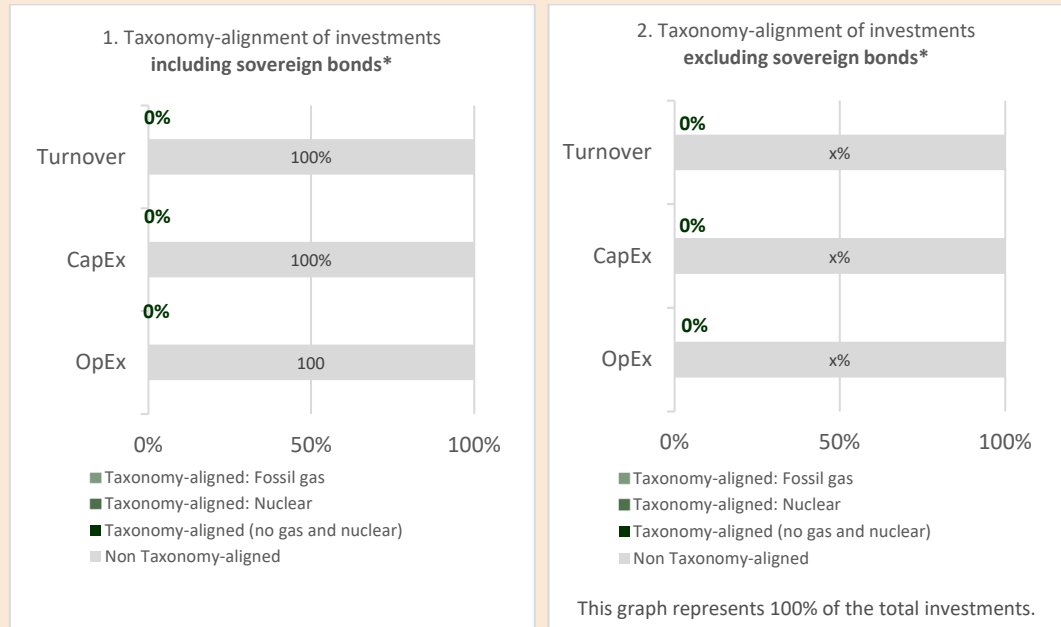 1. Taxonomy-alignment of investments
including sovereign bonds*
0%
Turnover
100%
0%
CapEx
100%
0%
OpEx
100
0%
50%
100%
Taxonomy-aligned: Fossil gas
Taxonomy-aligned: Nuclear
Taxonomy-aligned (no gas and nuclear)
Non Taxonomy-aligned
2. Taxonomy-alignment of investments
excluding sovereign bonds*
0%
Turnover
x%
0%
CapEx
x%
0%
OpEx
x%
0%
50%
100%
Taxonomy-aligned: Fossil gas
Taxonomy-aligned: Nuclear
Taxonomy-aligned (no gas and nuclear)
Non Taxonomy-aligned
This graph represents 100% of the total investments.